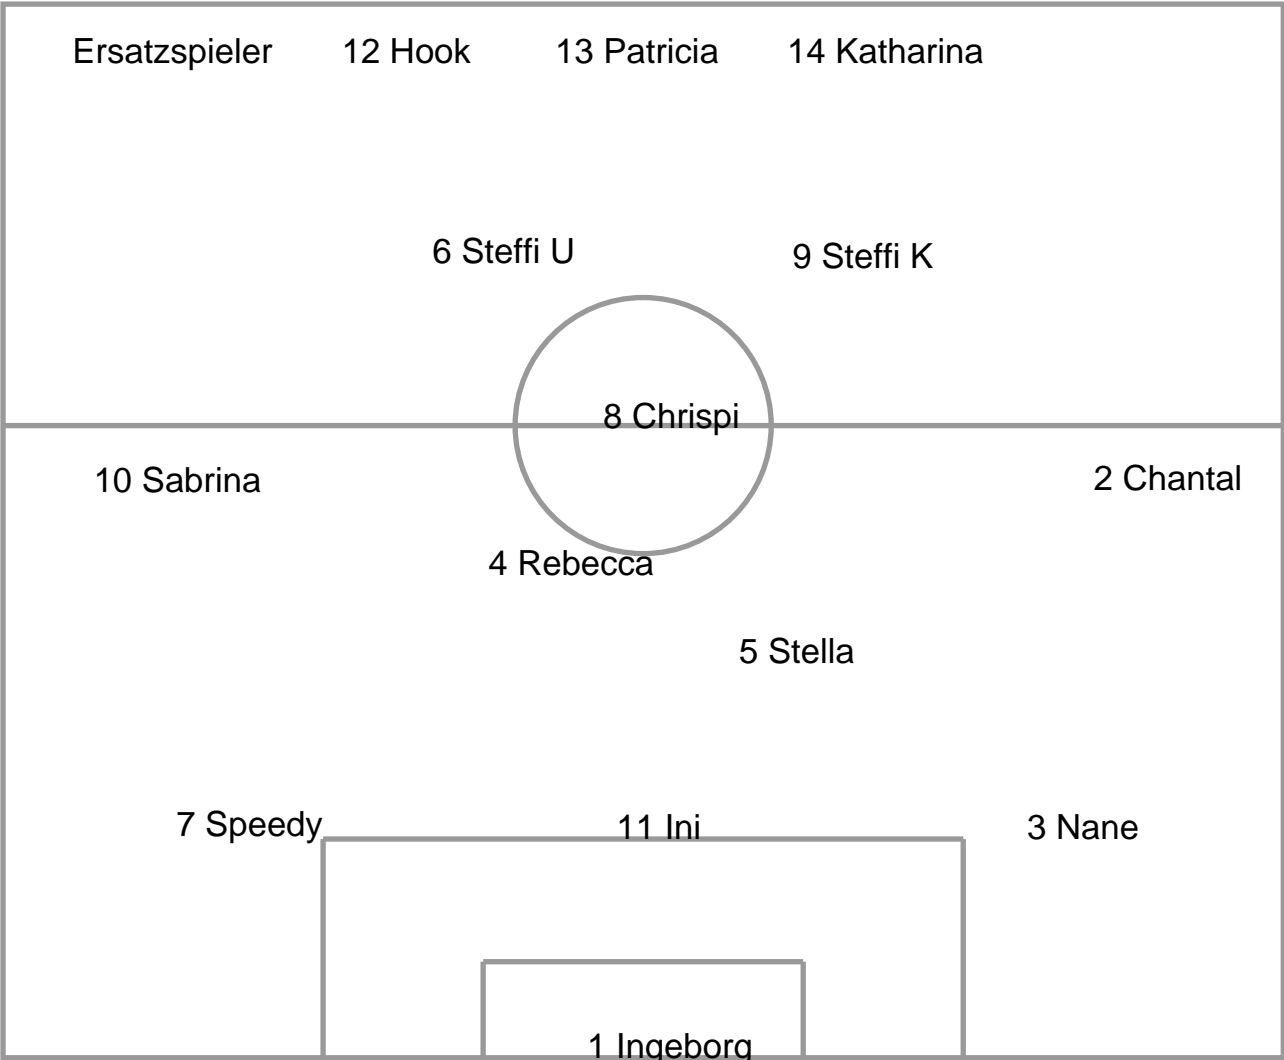 Ersatzspieler 12 Hook 13 Patricia 14 Katharina
6 Steffi U 9 Steffi K
8 Chrispi
10 Sabrina 2 Chantal
4 Rebecca
5 Stella
7 Speedy 11 Ini 3 Nane
1 Ingeborg